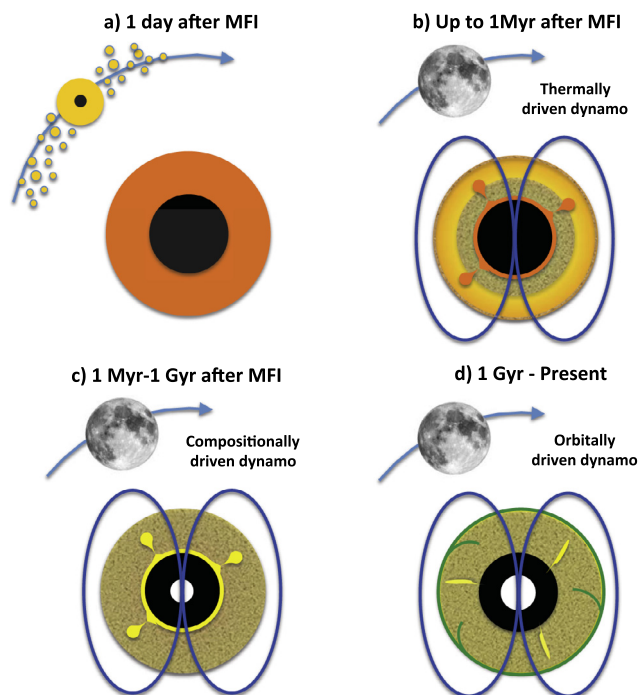 a) 1 day after MFI
b) Up to 1Myr after MFI
Thermally
driven dynamo
c) 1 Myr-1 Gyr after MFI
Compositionally
driven dynamo
d) 1 Gyr - Present
Orbitally
driven dynamo